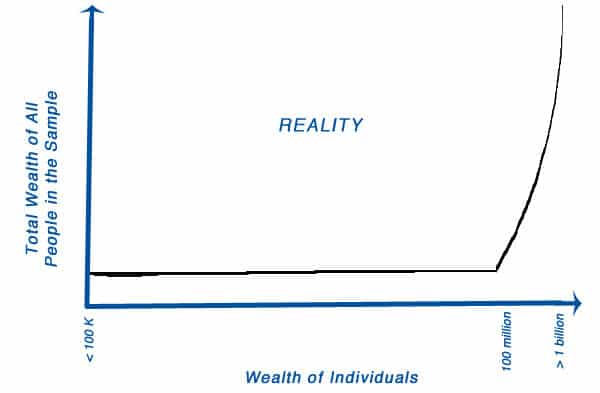 REALITY
Total Wealth of All
People in the Sample
< 100 K
100 million
> 1 billion
Wealth of Individuals